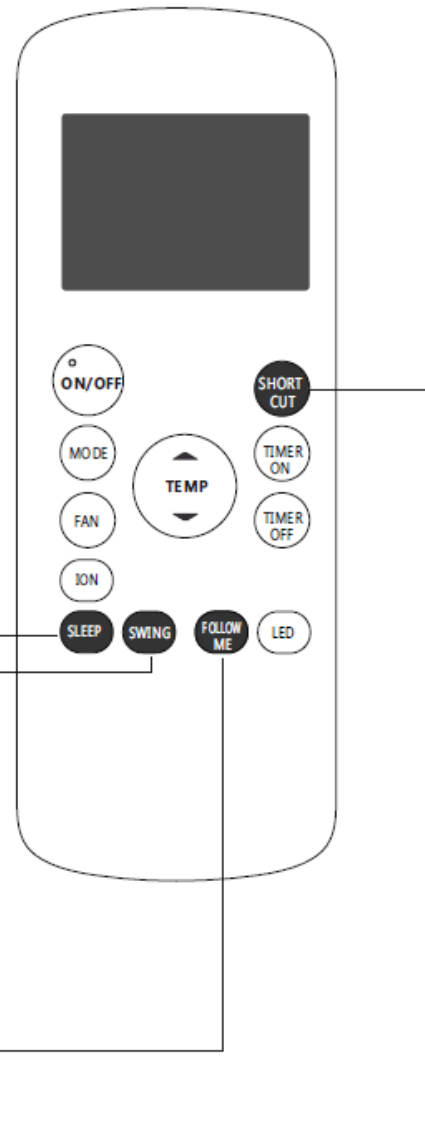 ON/OFF
SHORT
CUT
MODE
TIMER
ON
TEMP
FAN
TIMER
OFF
ION
SLEEP
SWING
FOLLOW
ME
LED